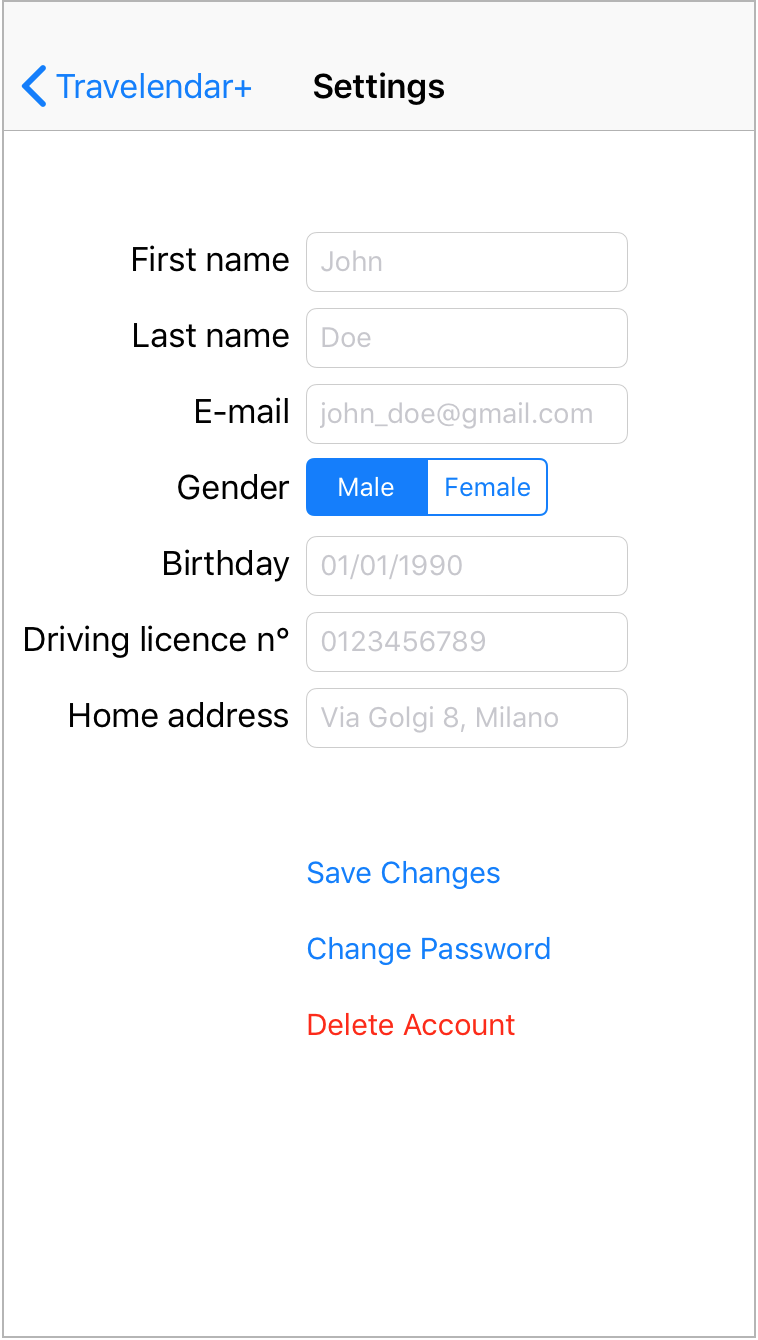 Travelendar+ Settings
First name John
Last name Doe
E-mail john_doe@gmail.com
Gender Male Female
Birthday 01/01/1990
Driving licence n° 0123456789
Home address Via Golgi 8, Milano
Save Changes
Change Password
Delete Account